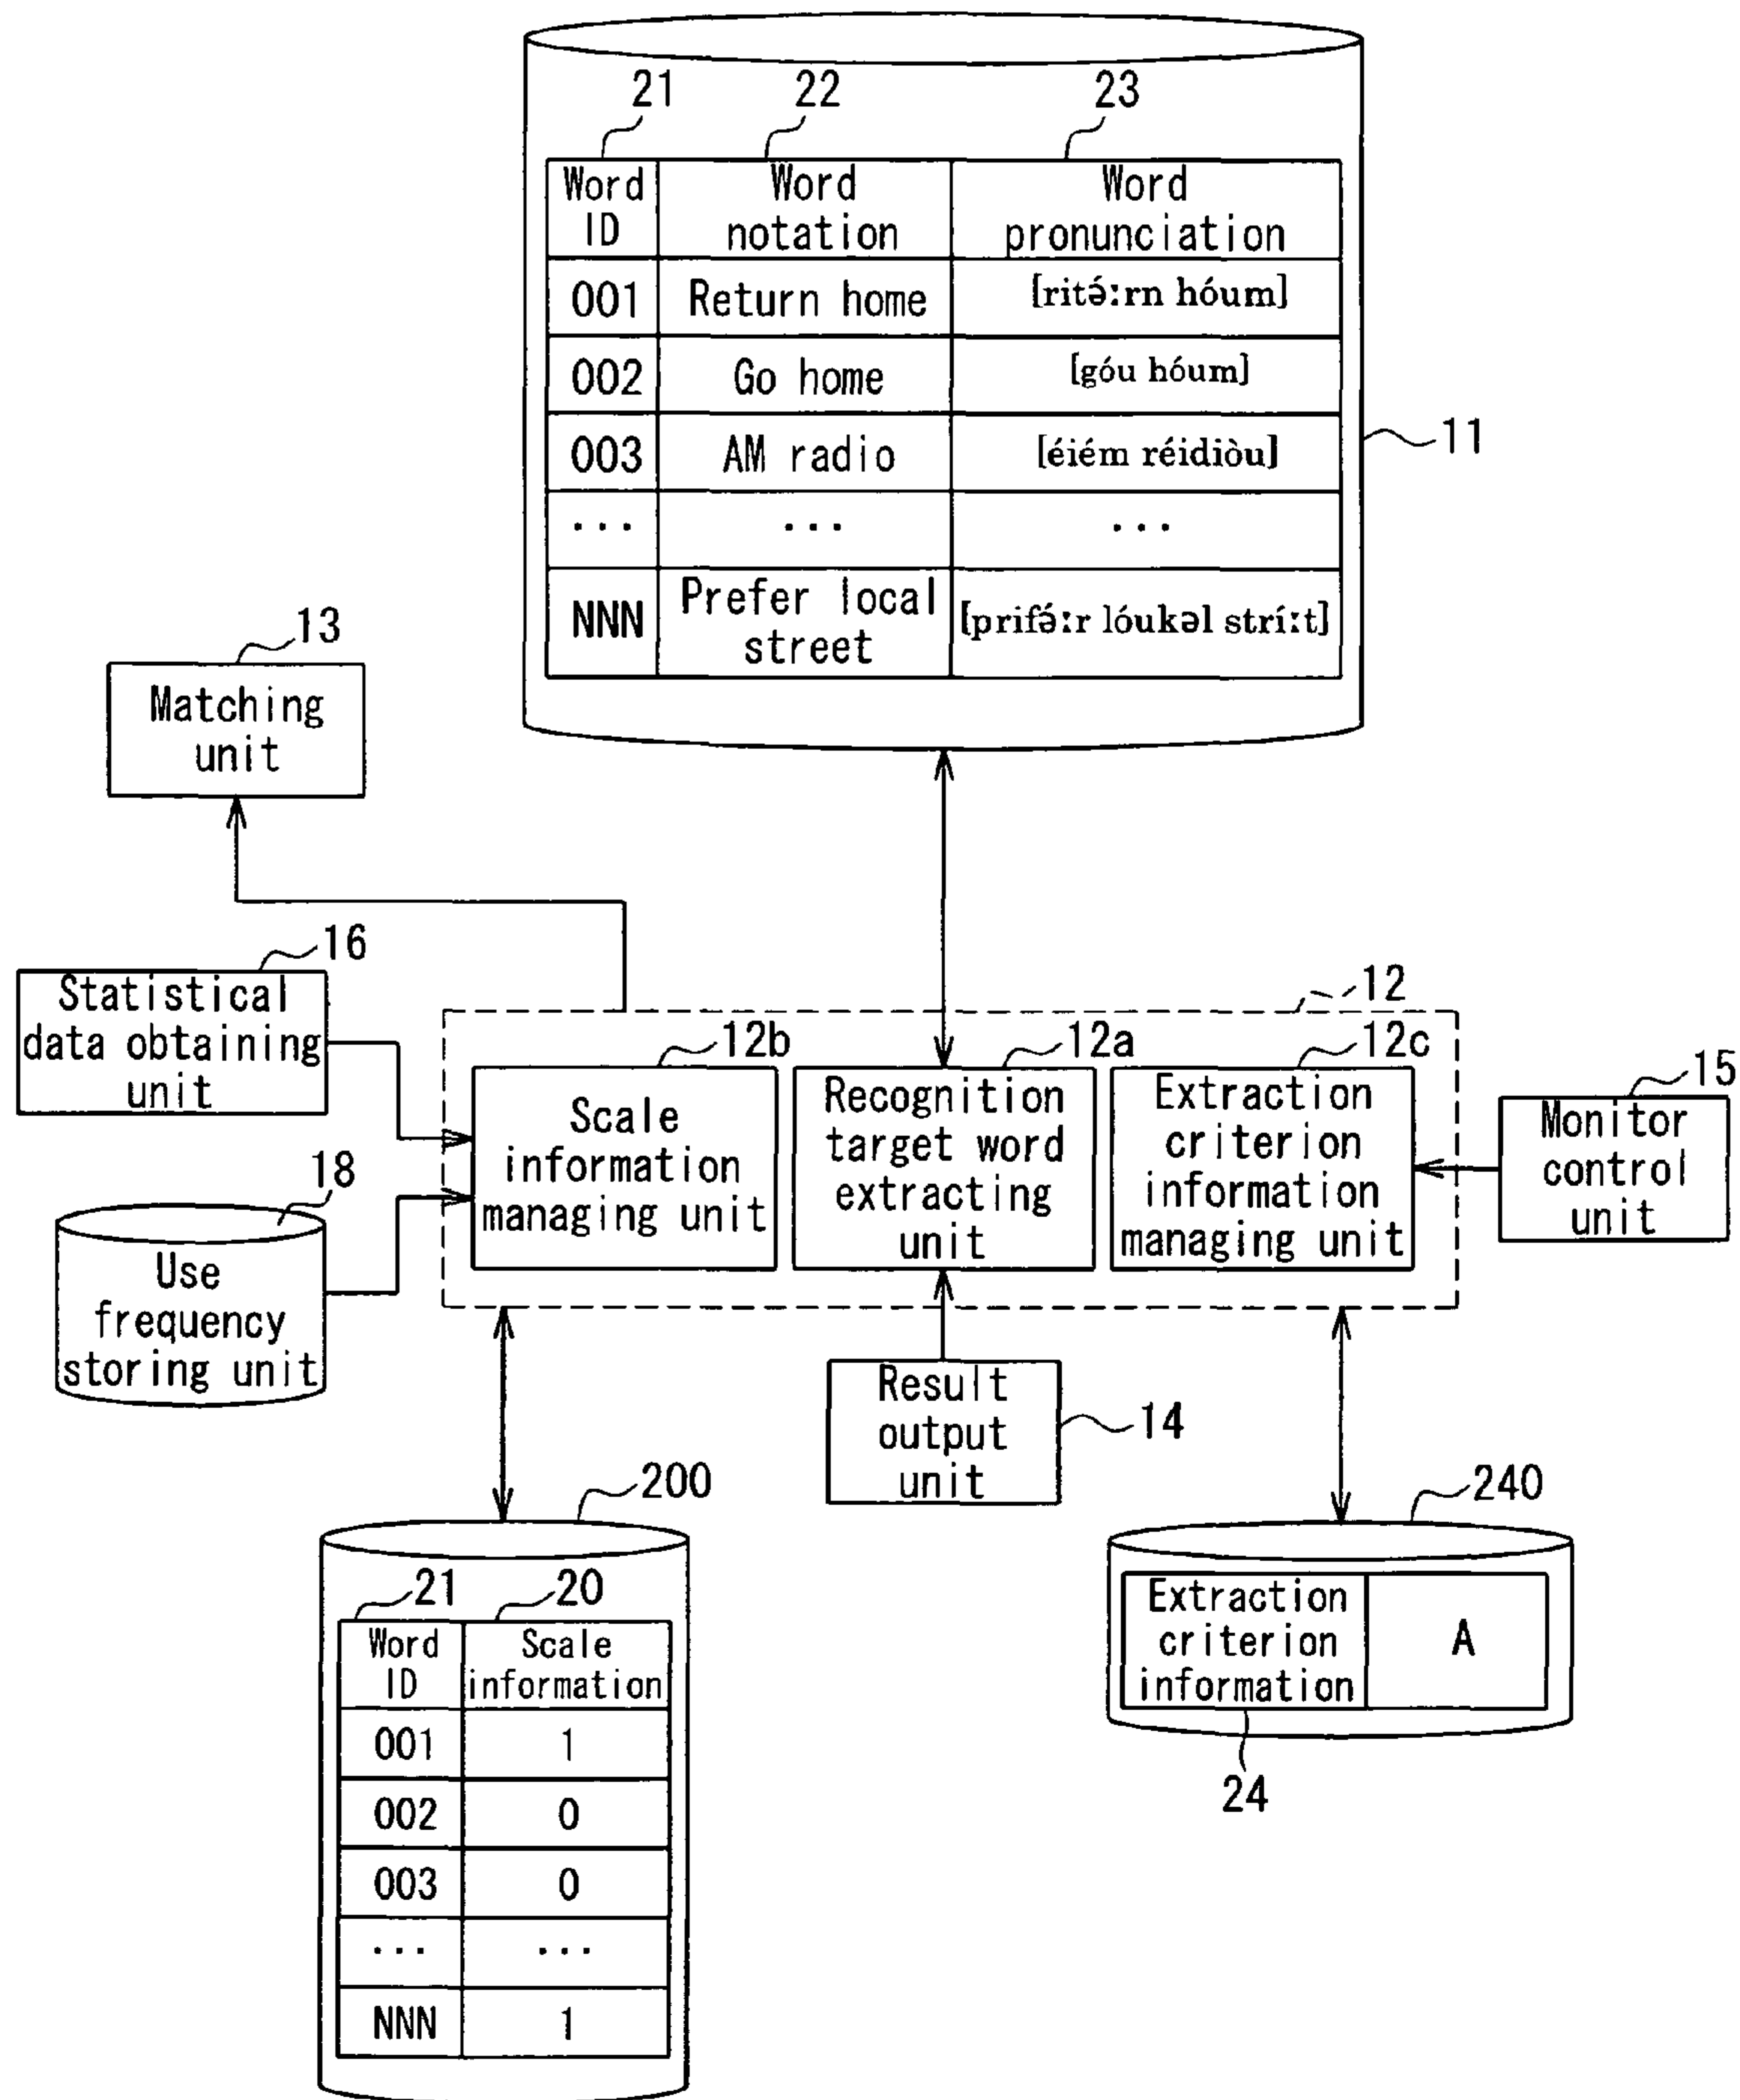 21
22
23
Word
ID
Word
notation
Word
pronunciation
001
Return home
[ritə́ːrn hóum]
002
Go home
[góu hóum]
003
AM radio
[éiém réidiòu]
...
...
...
NNN
Prefer local
street
[prifə́ːr lóukəl stríːt]
11
13
Matching
unit
16
Statistical
data obtaining
unit
18
Use
frequency
storing unit
12
12b
Scale
information
managing unit
12a
Recognition
target word
extracting
unit
12c
Extraction
criterion
information
managing unit
15
Monitor
control
unit
Result
output
unit
14
200
21
20
Word
ID
Scale
information
001
1
002
0
003
0
...
...
NNN
1
240
Extraction
criterion
information
A
24